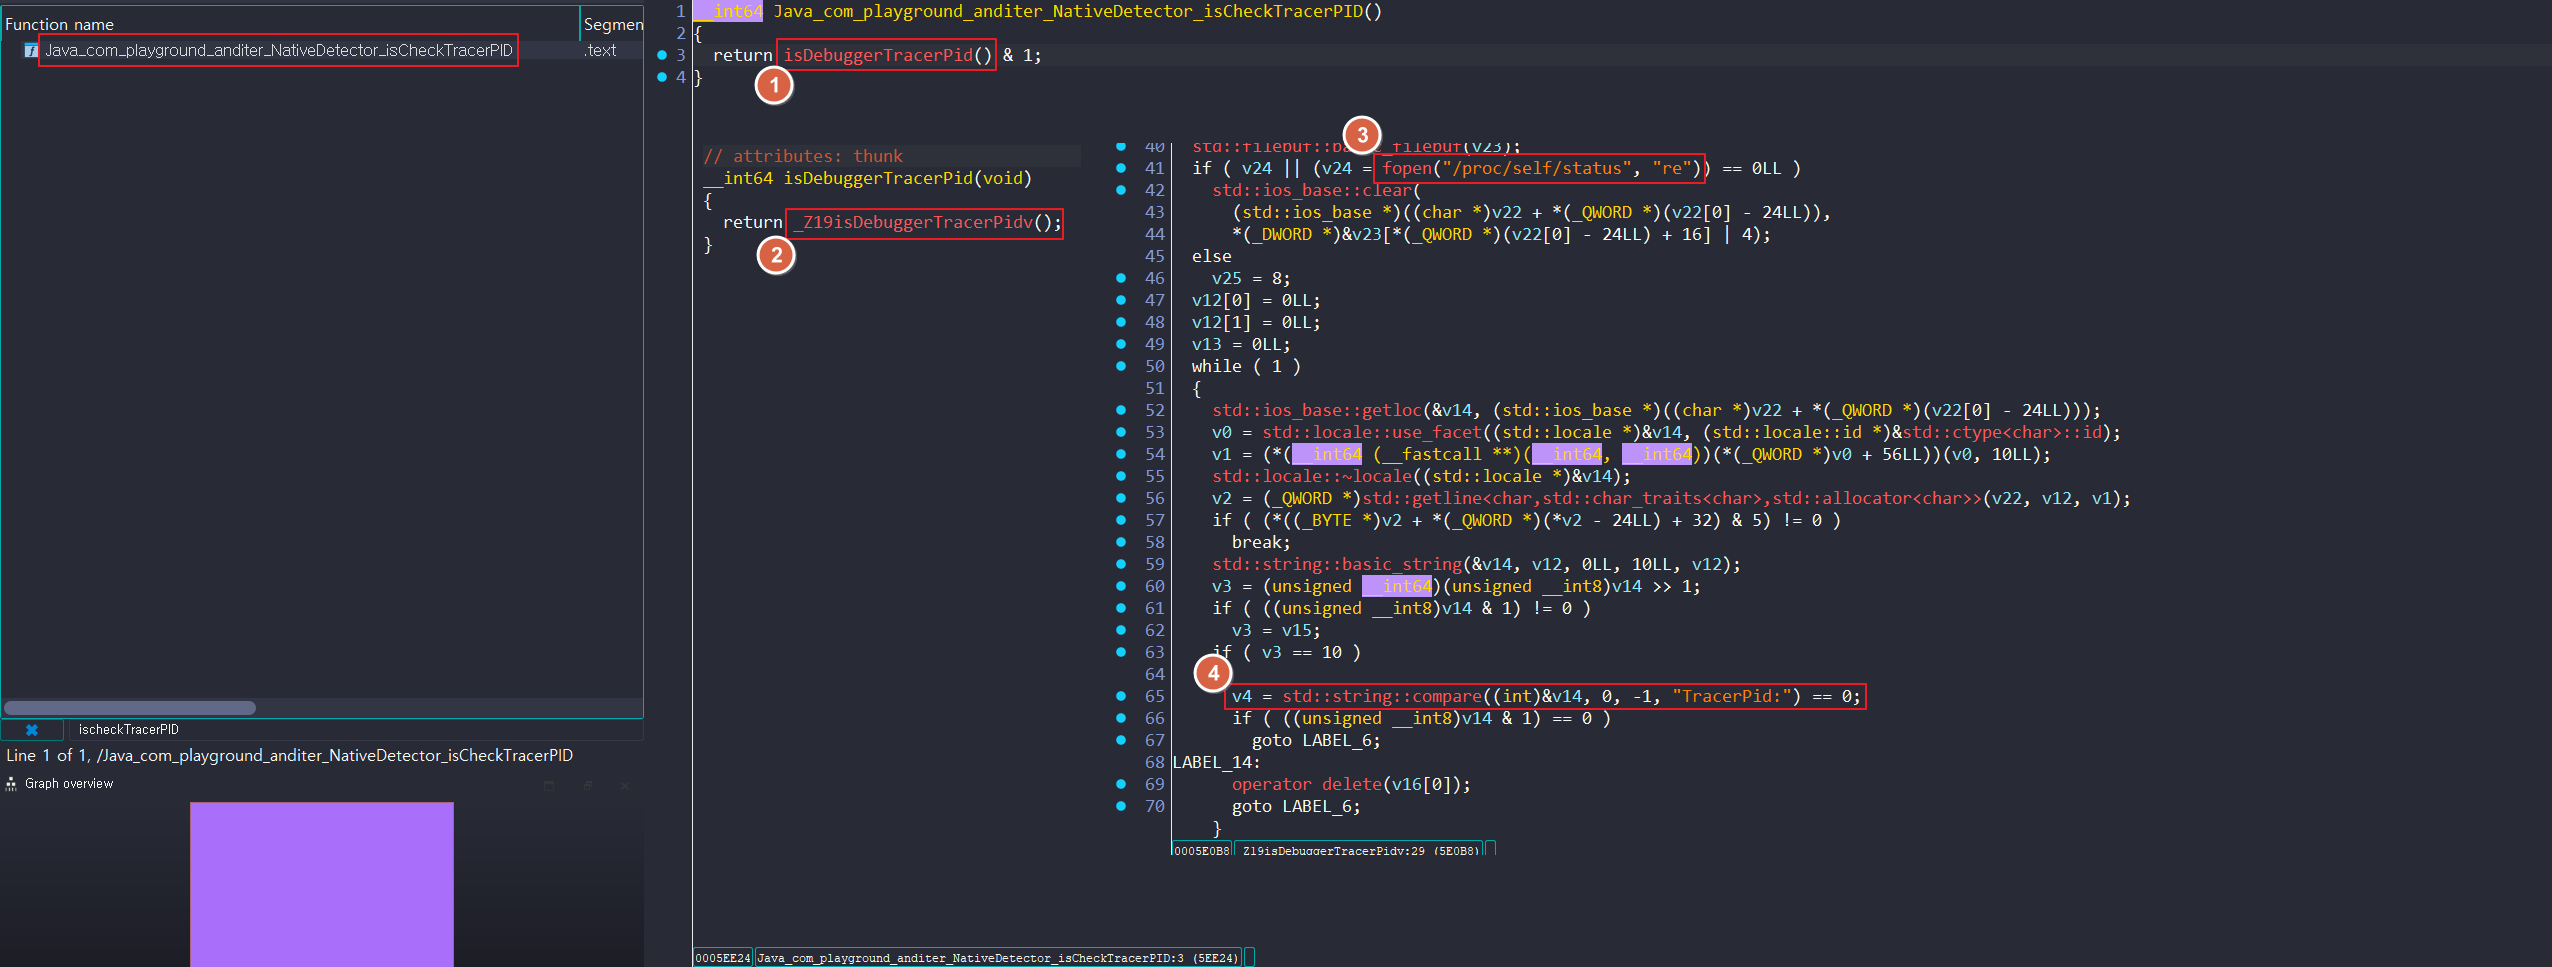 Function name
Segmen
Java_com_playground_anditer_NativeDetector_isCheckTracerPID
.text
ischeckTracerPID
Line 1 of 1, /Java_com_playground_anditer_NativeDetector_isCheckTracerPID
Graph overview
1 __int64 Java_com_playground_anditer_NativeDetector_isCheckTracerPID()
2 {
3 return isDebuggerTracerPid() & 1;
4 }
1
// attributes: thunk
__int64 isDebuggerTracerPid(void)
{
return _Z19isDebuggerTracerPidv();
}
2
3
40 std::filebuf::basic_filebuf(v23);
41 if ( v24 || (v24 = fopen("/proc/self/status", "re")) == 0LL )
42 std::ios_base::clear(
43 (std::ios_base *)((char *)v22 + *(_QWORD *)(v22[0] - 24LL)),
44 *(_DWORD *)&v23[*(_QWORD *)(v22[0] - 24LL) + 16] | 4);
45 else
46 v25 = 8;
47 v12[0] = 0LL;
48 v12[1] = 0LL;
49 v13 = 0LL;
50 while ( 1 )
51 {
52 std::ios_base::getloc(&v14, (std::ios_base *)((char *)v22 + *(_QWORD *)(v22[0] - 24LL)));
53 v0 = std::locale::use_facet((std::locale *)&v14, (std::locale::id *)&std::ctype<char>::id);
54 v1 = (*(__int64 (__fastcall **)(__int64, __int64))(*(_QWORD *)v0 + 56LL))(v0, 10LL);
55 std::locale::~locale((std::locale *)&v14);
56 v2 = (_QWORD *)std::getline<char,std::char_traits<char>,std::allocator<char>>(v22, v12, v1);
57 if ( (*((_BYTE *)v2 + *(_QWORD *)(*v2 - 24LL) + 32) & 5) != 0 )
58 break;
59 std::string::basic_string(&v14, v12, 0LL, 10LL, v12);
60 v3 = (unsigned __int64)(unsigned __int8)v14 >> 1;
61 if ( ((unsigned __int8)v14 & 1) != 0 )
62 v3 = v15;
63 if ( v3 == 10 )
64
4
65 v4 = std::string::compare((int)&v14, 0, -1, "TracerPid:") == 0;
66 if ( ((unsigned __int8)v14 & 1) == 0 )
67 goto LABEL_6;
68 LABEL_14:
69 operator delete(v16[0]);
70 goto LABEL_6;
}
0005E0B8 Z19isDebuggerTracerPidv:29 (5E0B8)
0005EE24 Java_com_playground_anditer_NativeDetector_isCheckTracerPID:3 (5EE24)